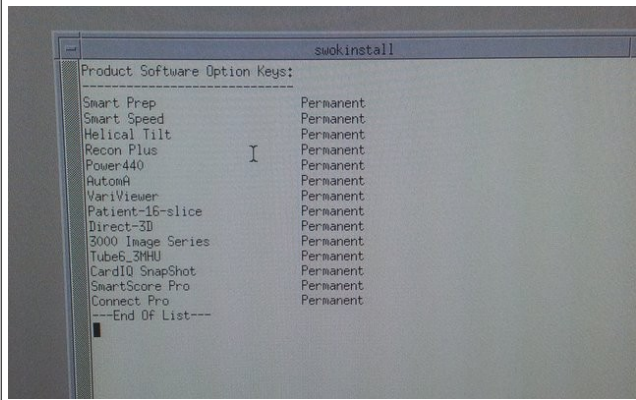 swokinstall
Product Software Option Keys:
------------------------------
Smart Prep Permanent
Smart Speed Permanent
Helical Tilt Permanent
Recon Plus Permanent
Power440 Permanent
AutomA Permanent
VariViewer Permanent
Patient-16-slice Permanent
Direct-3D Permanent
3000 Image Series Permanent
Tube6_3MHU Permanent
CardIQ SnapShot Permanent
SmartScore Pro Permanent
Connect Pro Permanent
---End Of List---